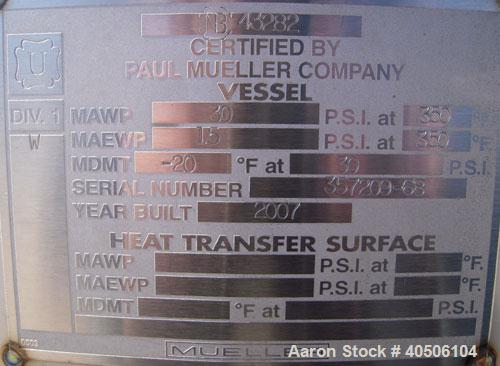 NB 43282
U
CERTIFIED BY
PAUL MUELLER COMPANY
VESSEL
DIV. 1
W
MAWP 30 P.S.I. at 350 °F.
MAEWP 15 P.S.I. at 350 °F.
MDMT -20 °F at 30 P.S.I.
SERIAL NUMBER 357209-68
YEAR BUILT 2007
HEAT TRANSFER SURFACE
MAWP P.S.I. at °F.
MAEWP P.S.I. at °F.
MDMT °F. at P.S.I.
MUELLER
Aaron Stock # 40506104